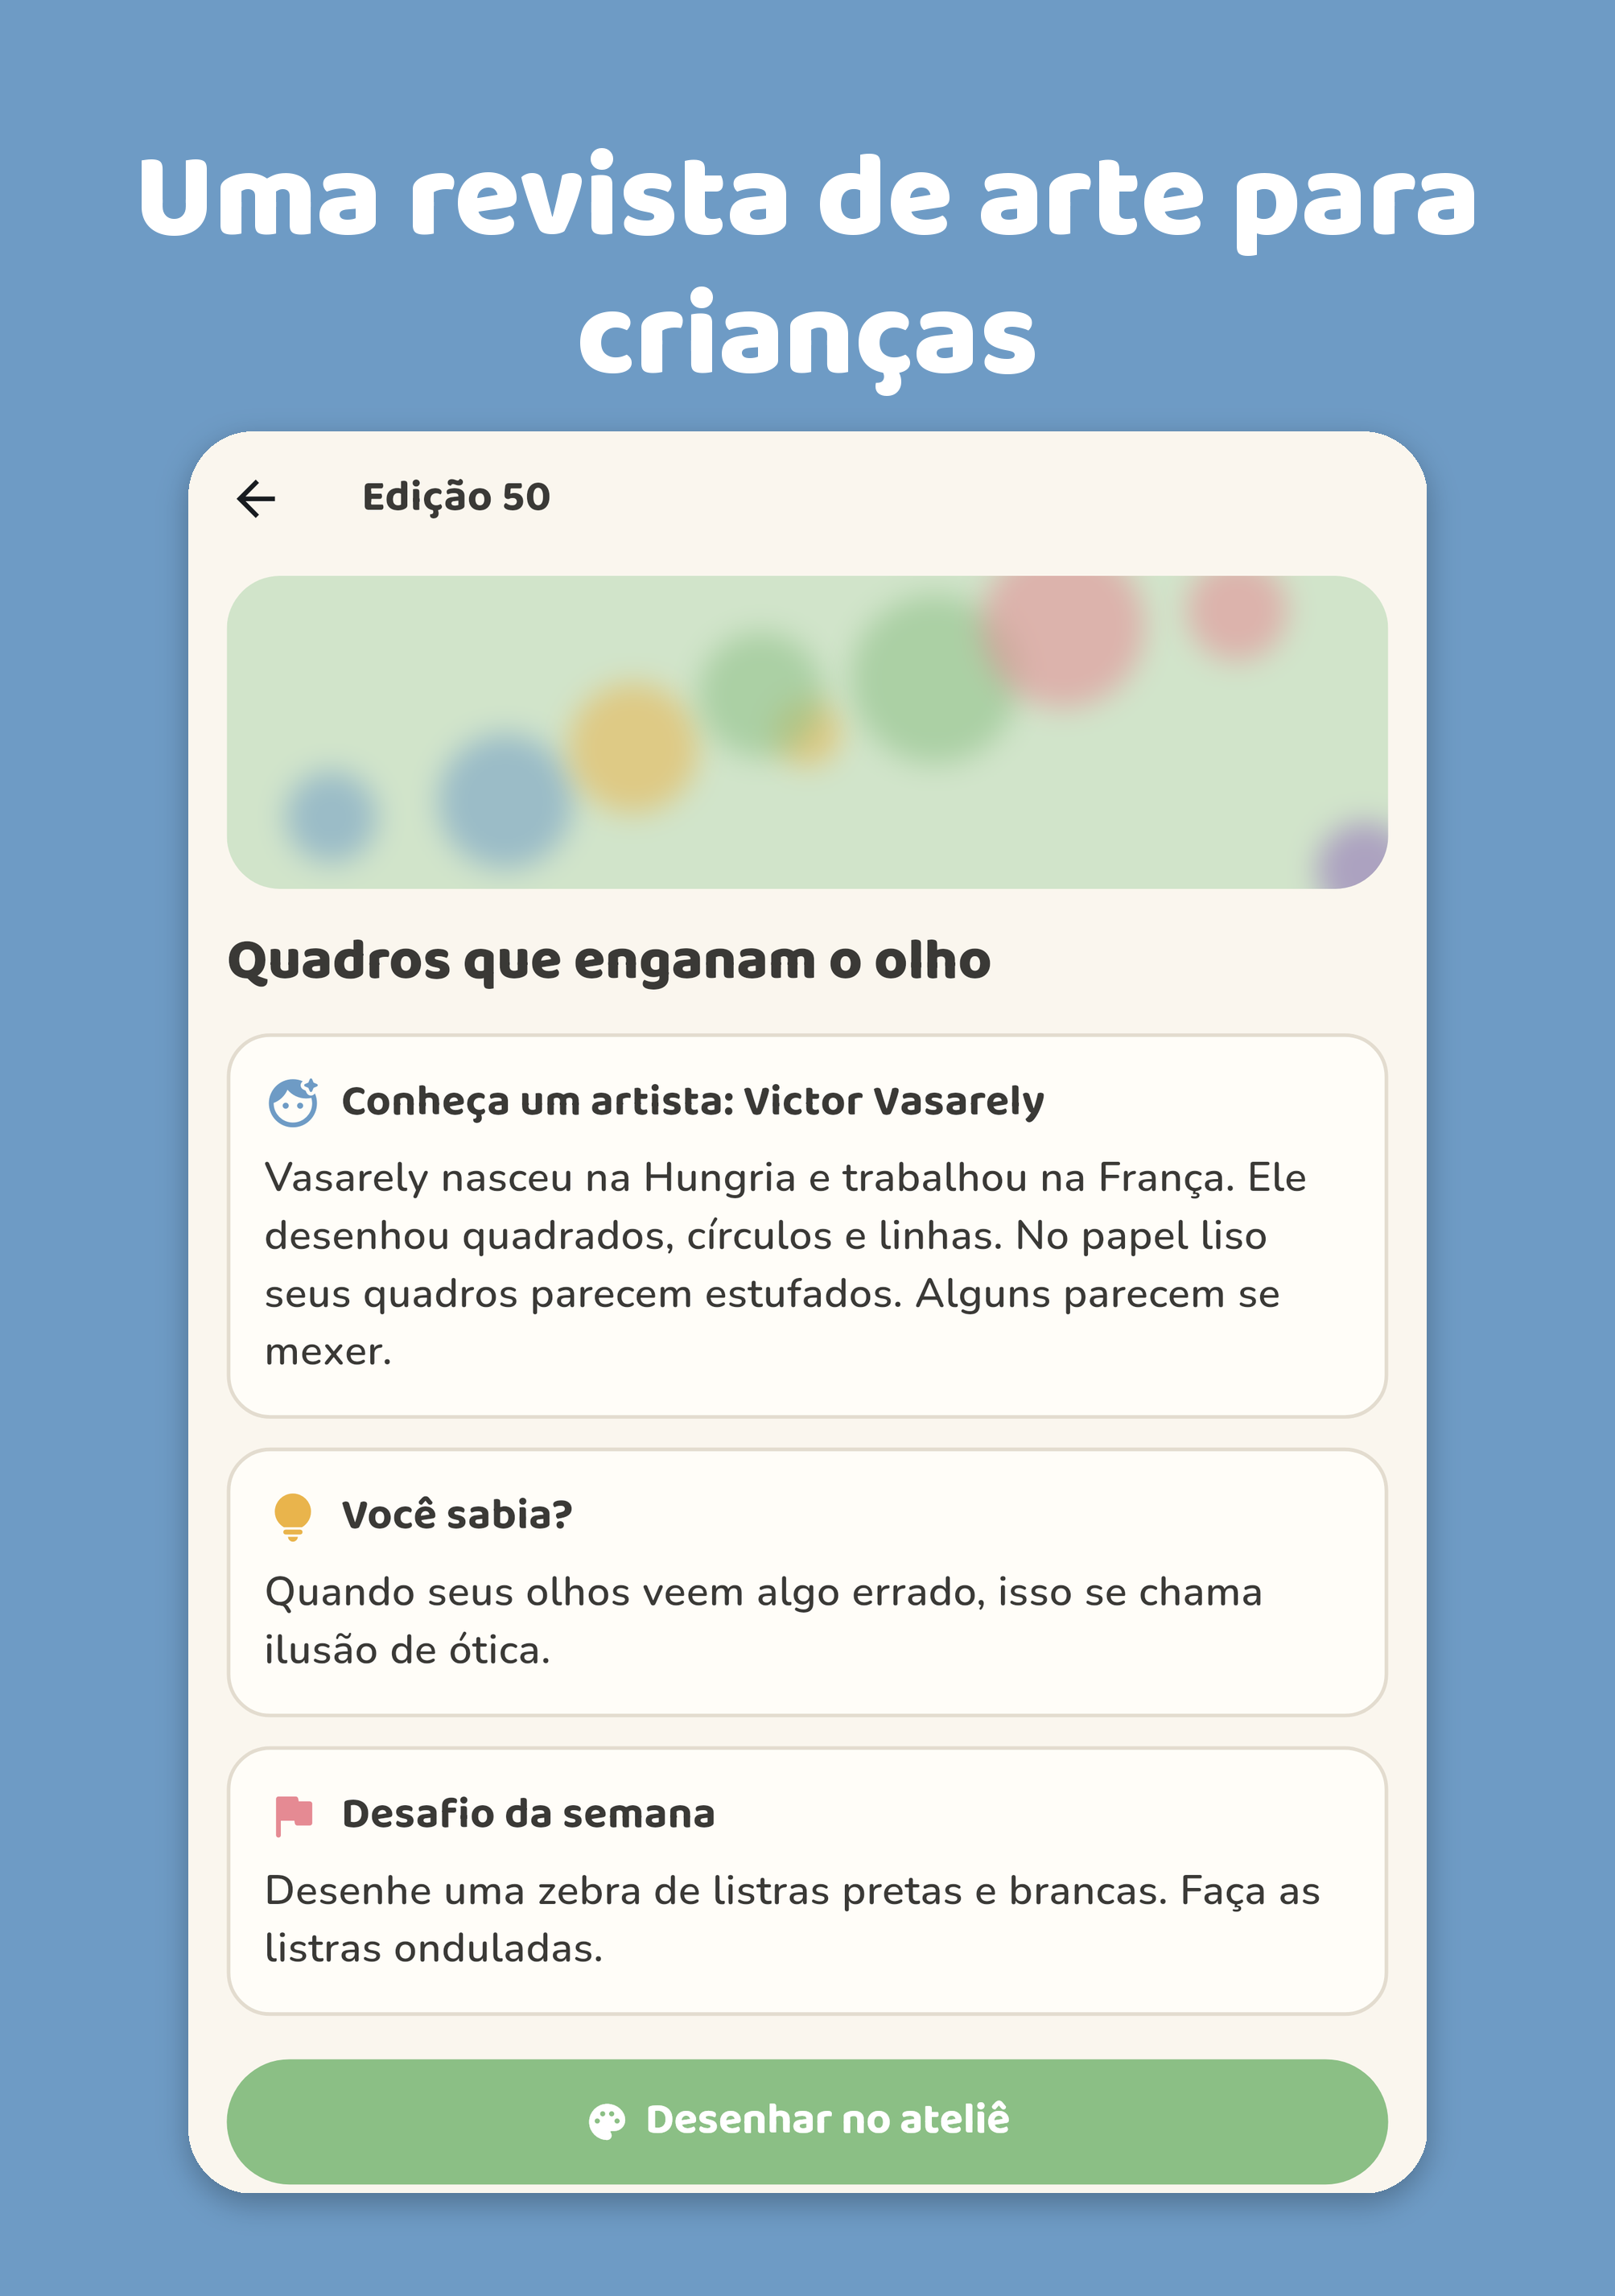 Uma revista de arte para
crianças
Edição 50
Quadros que enganam o olho
Conheça um artista: Victor Vasarely
Vasarely nasceu na Hungria e trabalhou na França. Ele
desenhou quadrados, círculos e linhas. No papel liso
seus quadros parecem estufados. Alguns parecem se
mexer.
Você sabia?
Quando seus olhos veem algo errado, isso se chama
ilusão de ótica.
Desafio da semana
Desenhe uma zebra de listras pretas e brancas. Faça as
listras onduladas.
Desenhar no ateliê